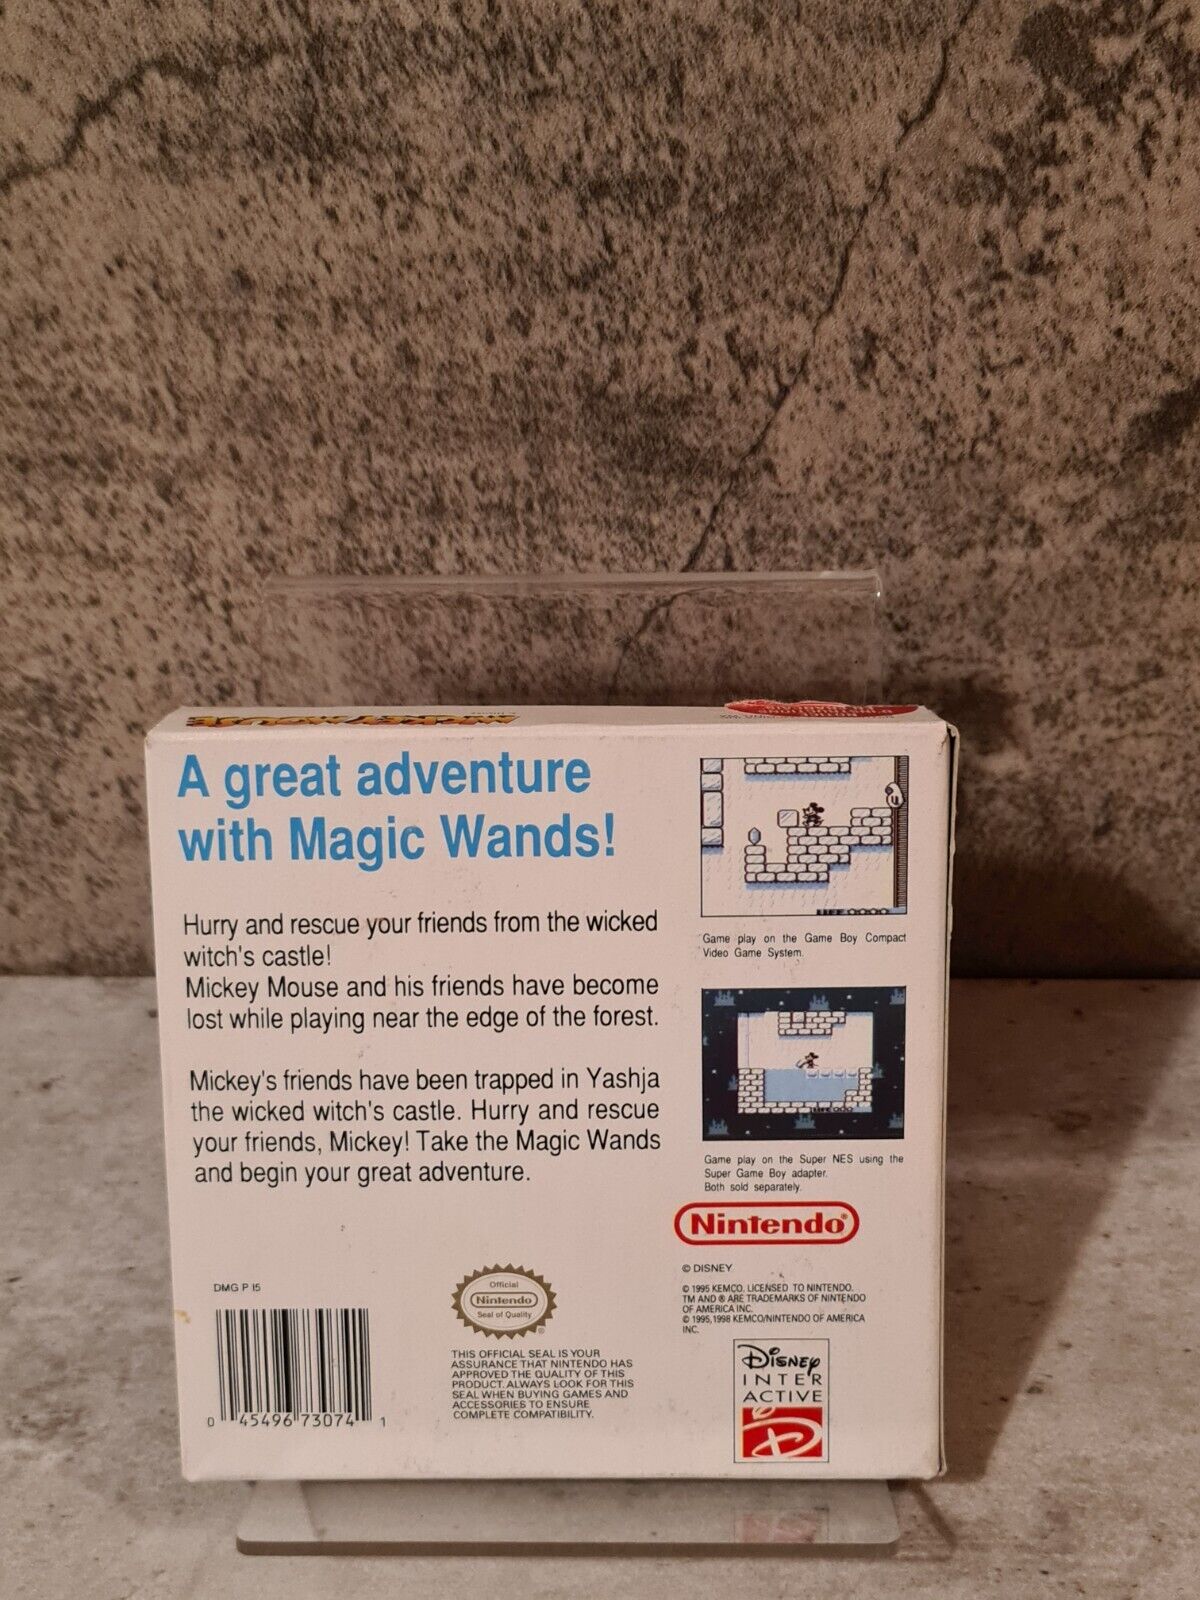 MICKEY MOUSE
A great adventure
with Magic Wands!
Hurry and rescue your friends from the wicked
witch's castle!
Mickey Mouse and his friends have become
lost while playing near the edge of the forest.
Mickey's friends have been trapped in Yashja
the wicked witch's castle. Hurry and rescue
your friends, Mickey! Take the Magic Wands
and begin your great adventure.
LIFE
Game play on the Game Boy Compact
Video Game System.
LIFE
Game play on the Super NES using the
Super Game Boy adapter.
Both sold separately.
Nintendo®
© DISNEY
© 1995 KEMCO. LICENSED TO NINTENDO.
TM AND ® ARE TRADEMARKS OF NINTENDO
OF AMERICA INC.
© 1995,1998 KEMCO/NINTENDO OF AMERICA
INC.
DISNEY
INTER
ACTIVE
D
DMG P I5
0 45496 73074 1
Official
Nintendo
Seal of Quality
®
THIS OFFICIAL SEAL IS YOUR
ASSURANCE THAT NINTENDO HAS
APPROVED THE QUALITY OF THIS
PRODUCT. ALWAYS LOOK FOR THIS
SEAL WHEN BUYING GAMES AND
ACCESSORIES TO ENSURE
COMPLETE COMPATIBILITY.